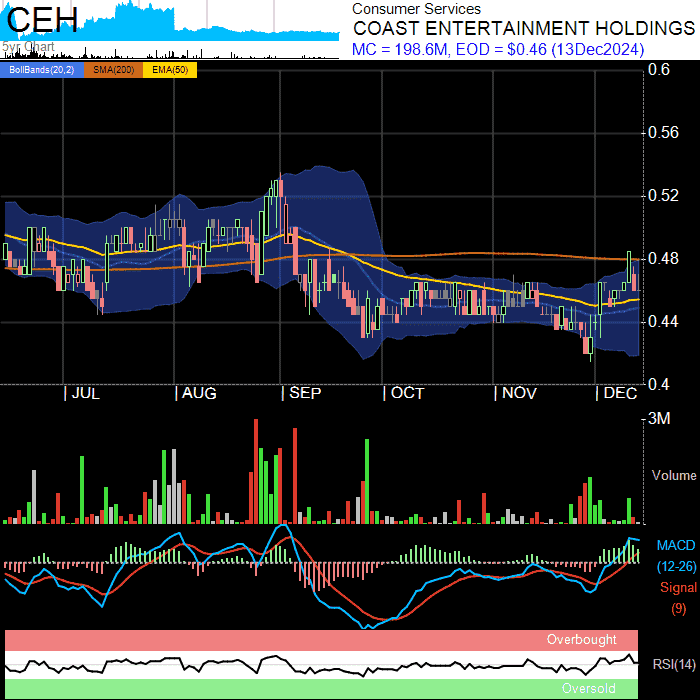 CEH
5yr Chart
Consumer Services
COAST ENTERTAINMENT HOLDINGS
MC = 198.6M, EOD = $0.46 (13Dec2024)
BollBands(20,2) SMA(200) EMA(50)
0.6
0.56
0.52
0.48
0.44
0.4
JUL AUG SEP OCT NOV DEC
3M
Volume
MACD
(12-26)
Signal
(9)
Overbought
RSI(14)
Oversold